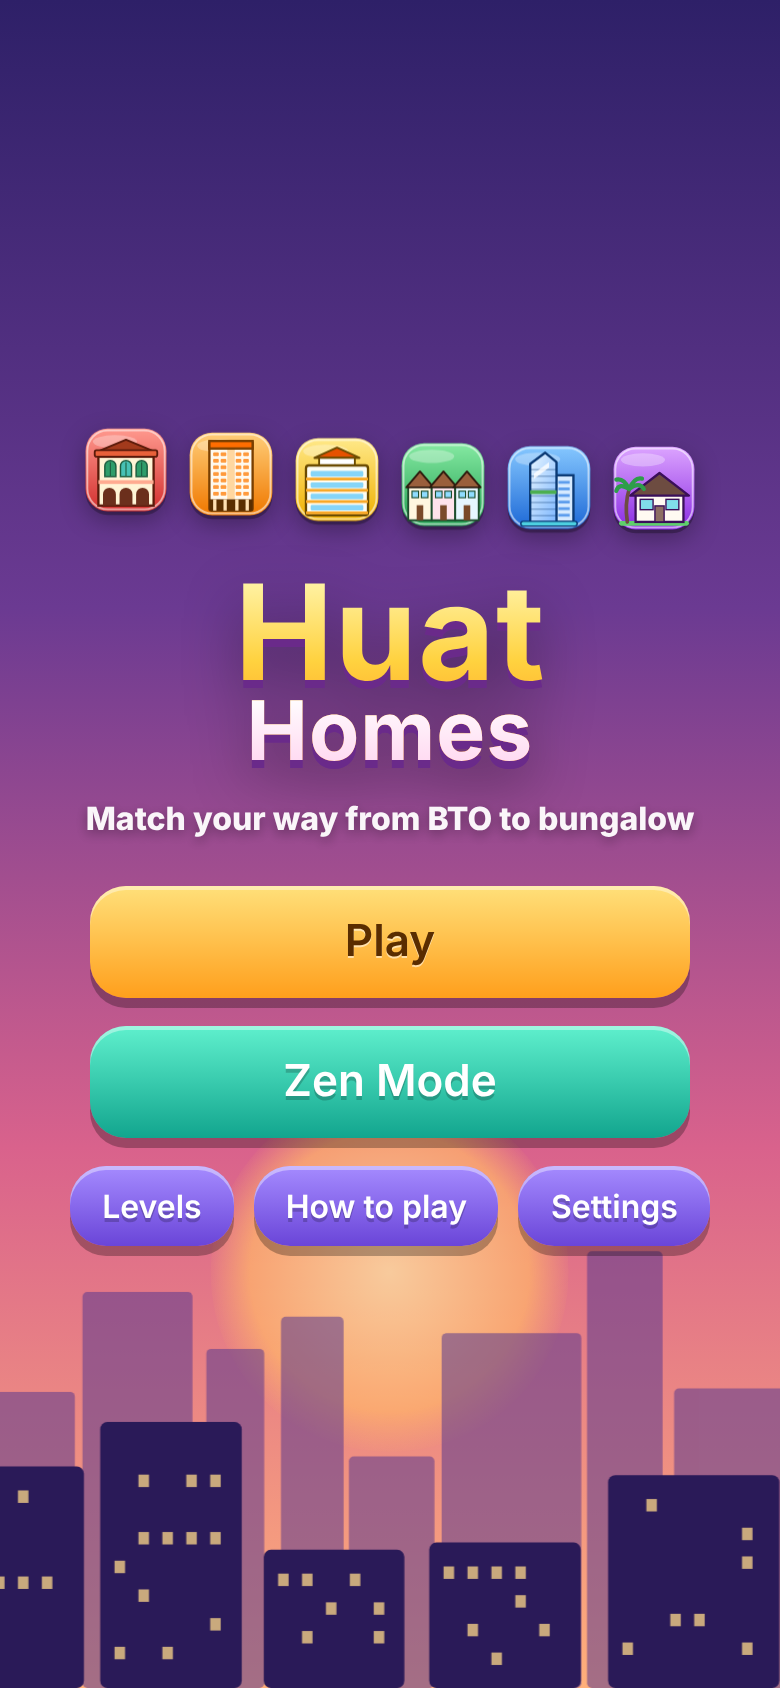 Huat
Homes
Match your way from BTO to bungalow
Play
Zen Mode
Levels
How to play
Settings